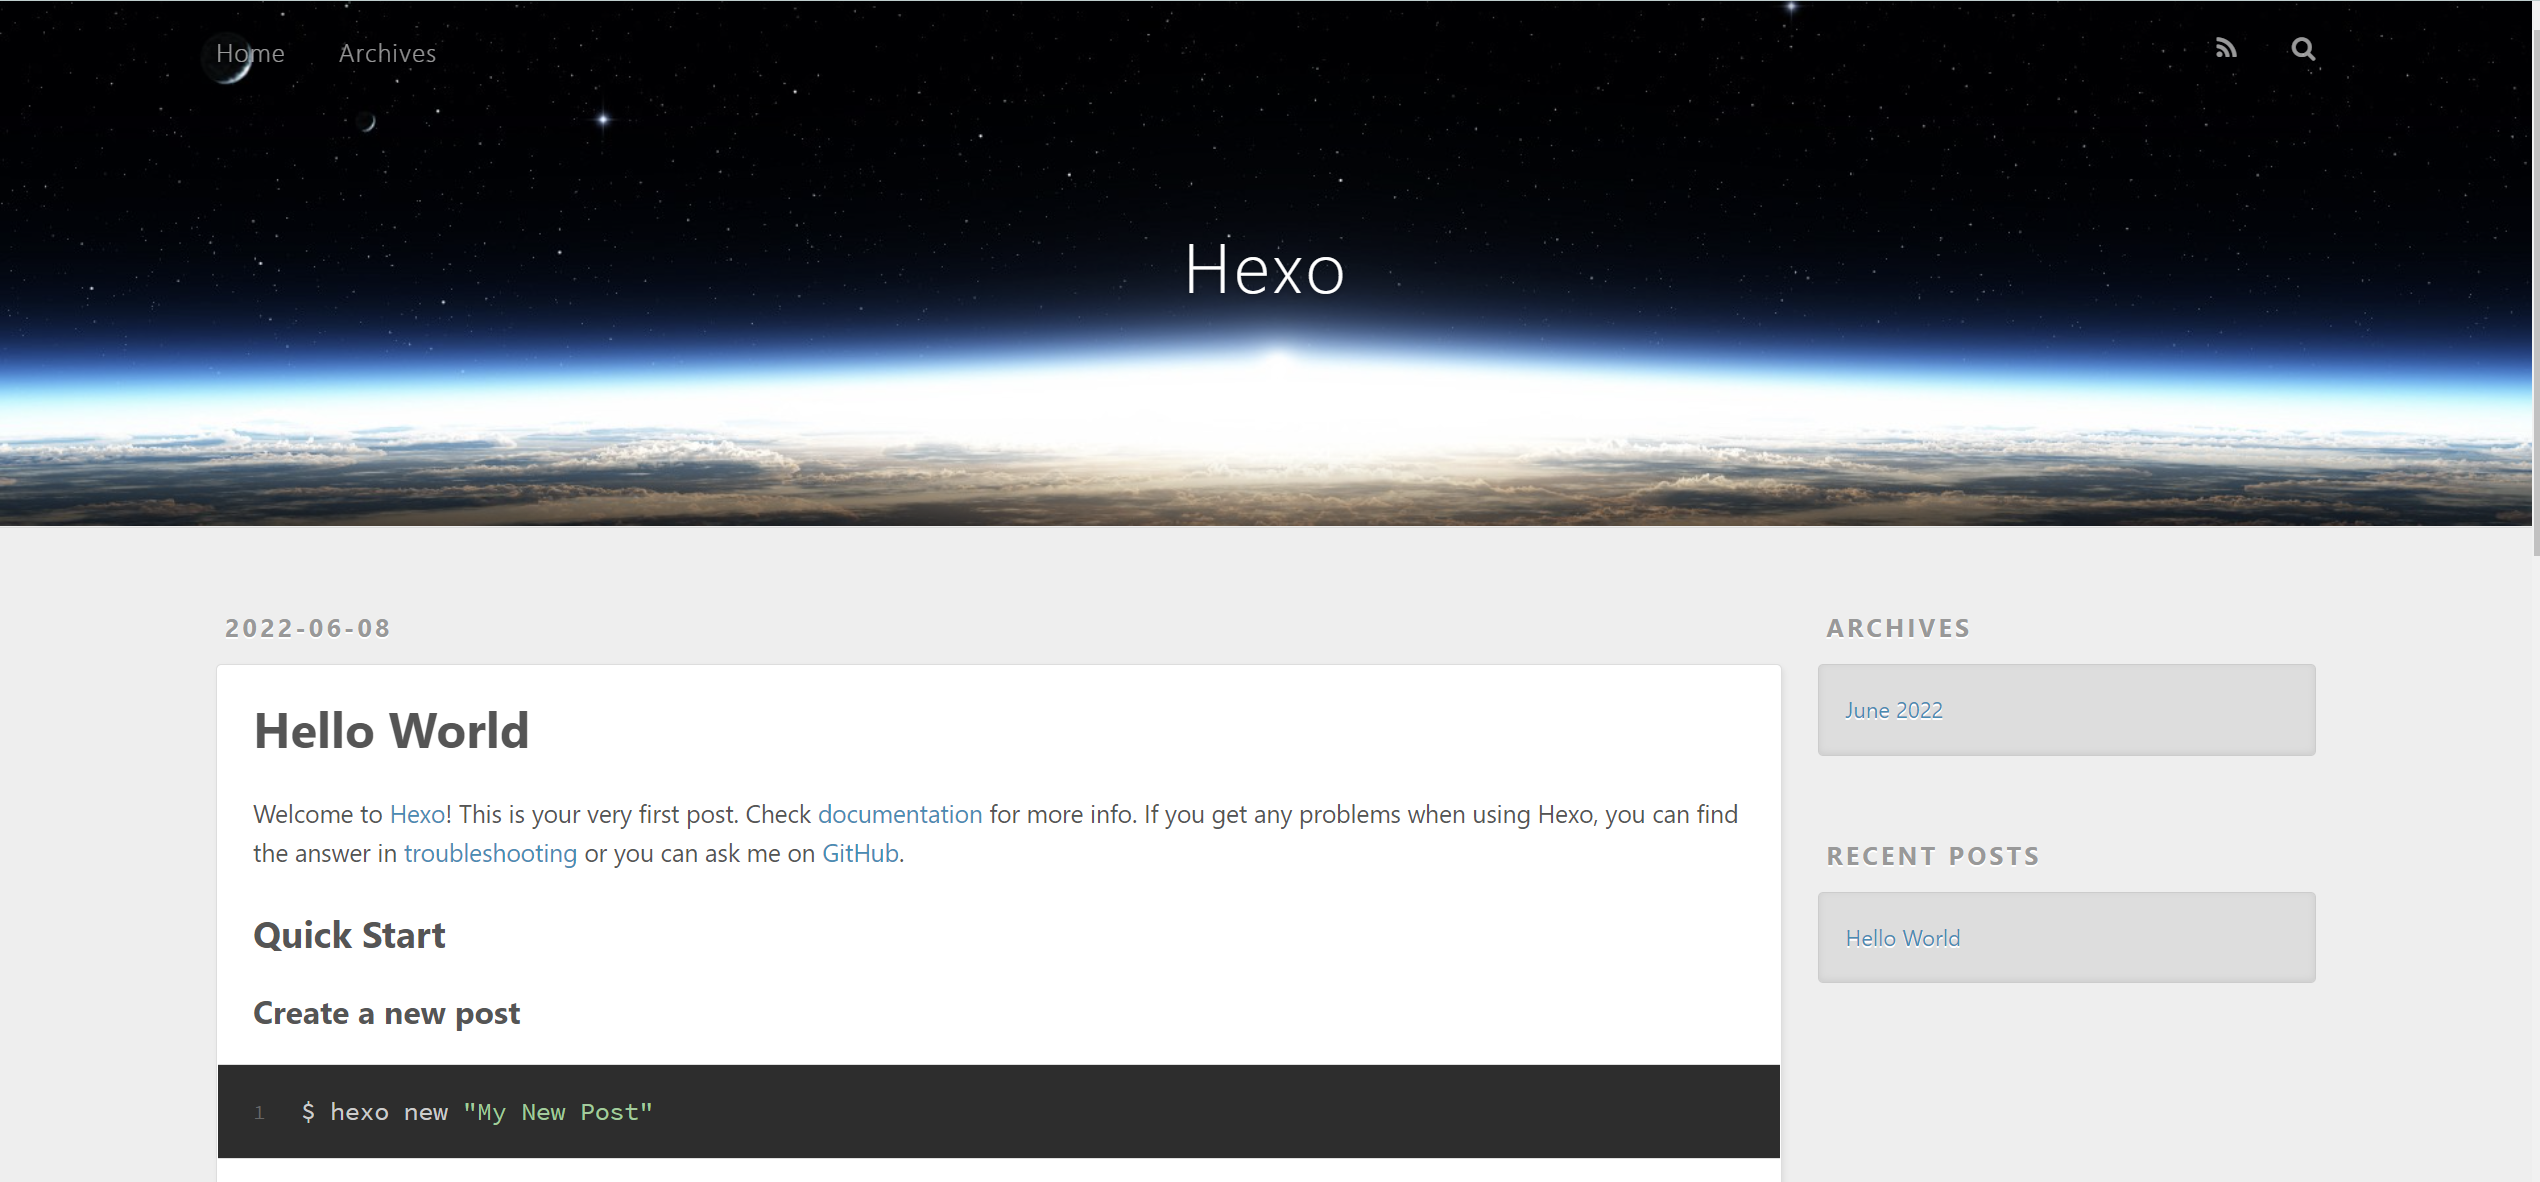 Home Archives
Hexo
2022-06-08
Hello World
Welcome to Hexo! This is your very first post. Check documentation for more info. If you get any problems when using Hexo, you can find
the answer in troubleshooting or you can ask me on GitHub.
Quick Start
Create a new post
1 $ hexo new "My New Post"
ARCHIVES
June 2022
RECENT POSTS
Hello World